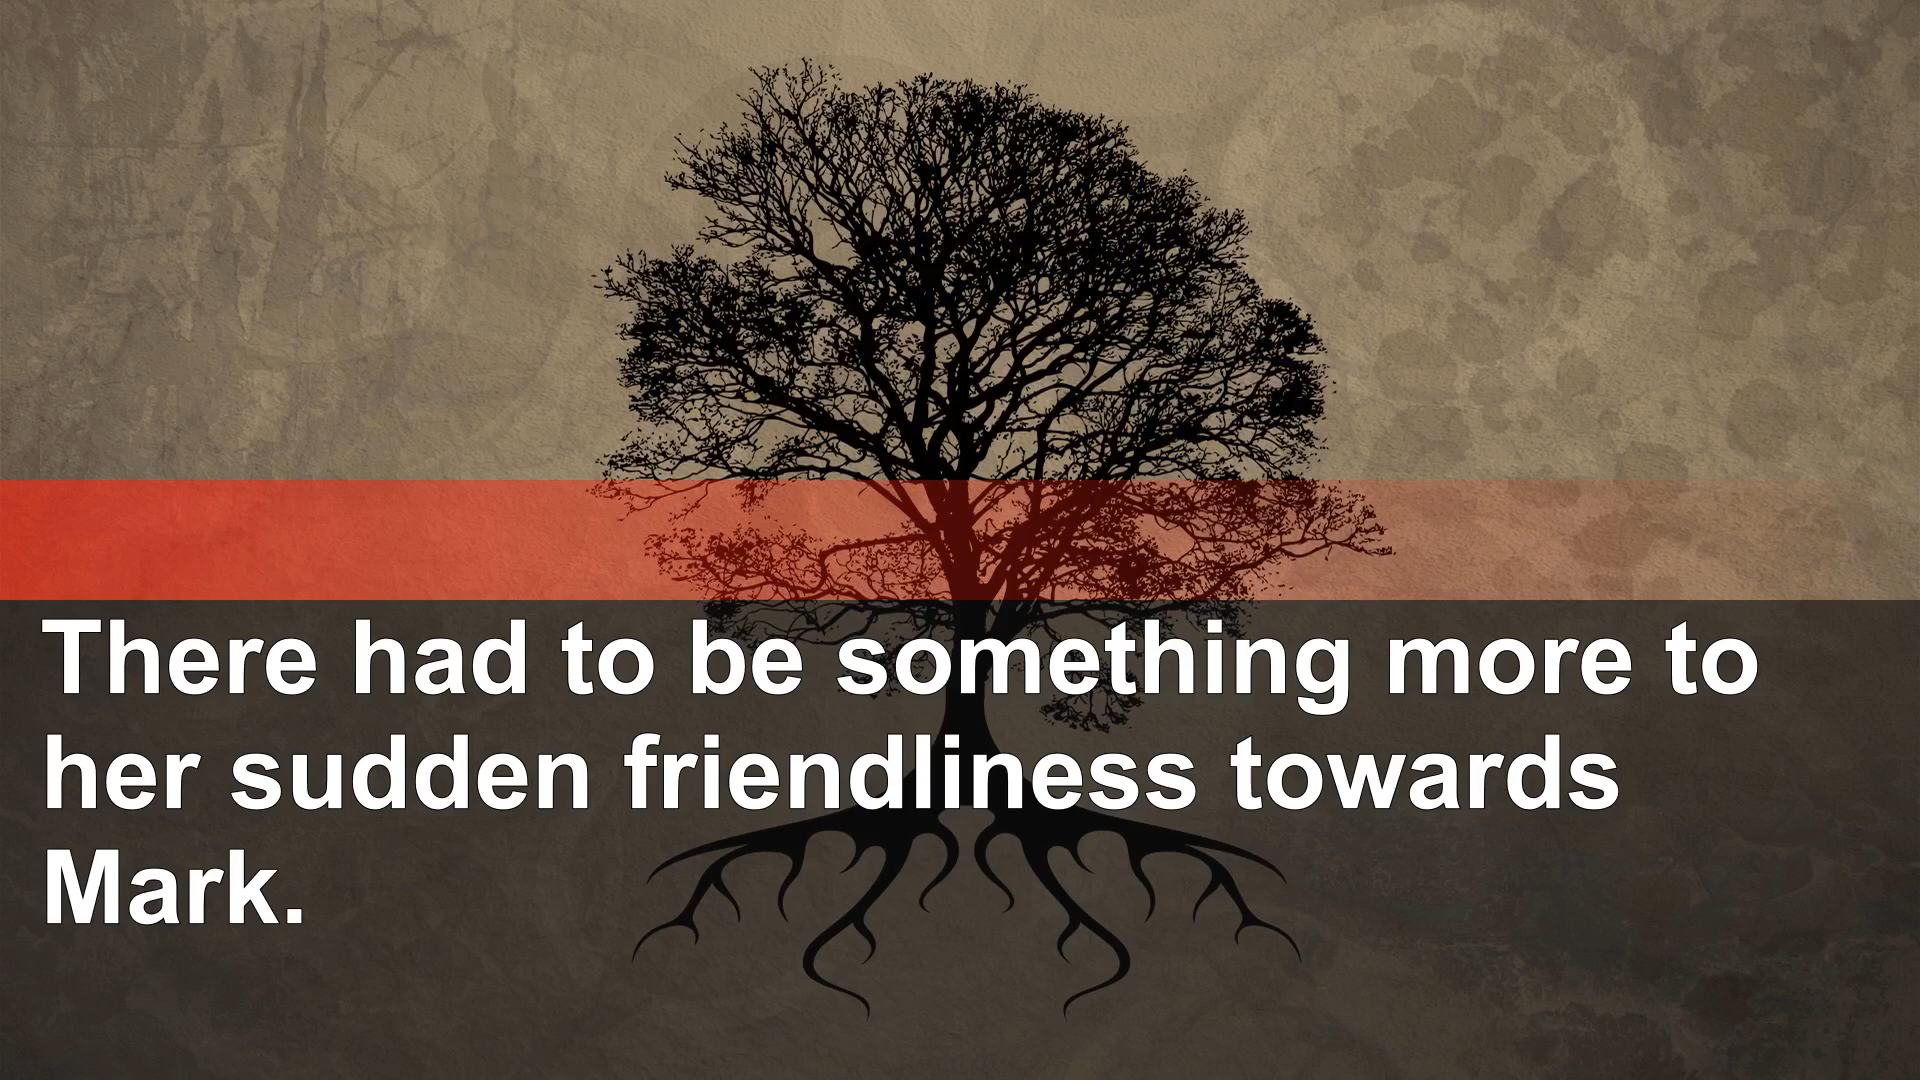 There had to be something more to
her sudden friendliness towards
Mark.